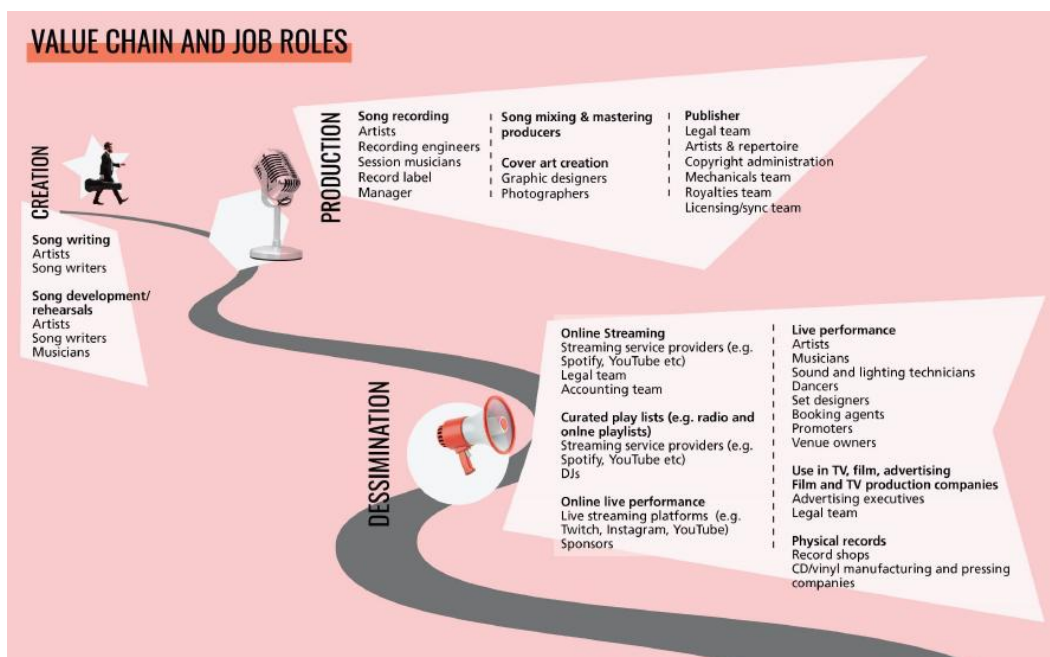 VALUE CHAIN AND JOB ROLES
CREATION
Song writing
Artists
Song writers
Song development/
rehearsals
Artists
Song writers
Musicians
PRODUCTION
Song recording
Artists
Recording engineers
Session musicians
Record label
Manager
Song mixing & mastering
producers
Cover art creation
Graphic designers
Photographers
Publisher
Legal team
Artists & repertoire
Copyright administration
Mechanicals team
Royalties team
Licensing/sync team
DESSIMINATION
Online Streaming
Streaming service providers (e.g.
Spotify, YouTube etc)
Legal team
Accounting team
Curated play lists (e.g. radio and
onlne playlists)
Streaming service providers (e.g.
Spotify, YouTube etc)
DJs
Online live performance
Live streaming platforms (e.g.
Twitch, Instagram, YouTube)
Sponsors
Live performance
Artists
Musicians
Sound and lighting technicians
Dancers
Set designers
Booking agents
Promoters
Venue owners
Use in TV, film, advertising
Film and TV production companies
Advertising executives
Legal team
Physical records
Record shops
CD/vinyl manufacturing and pressing
companies